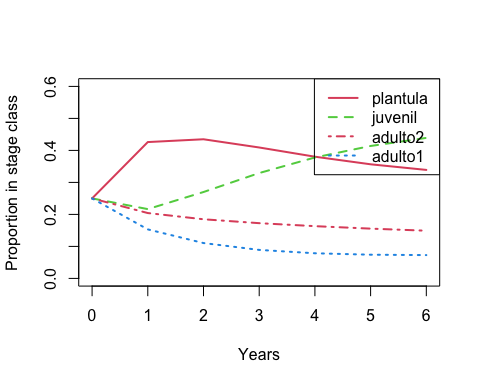 plantula
juvenil
adulto2
adulto1
Proportion in stage class
0.6
0.4
0.2
0.0
0 1 2 3 4 5 6
Years